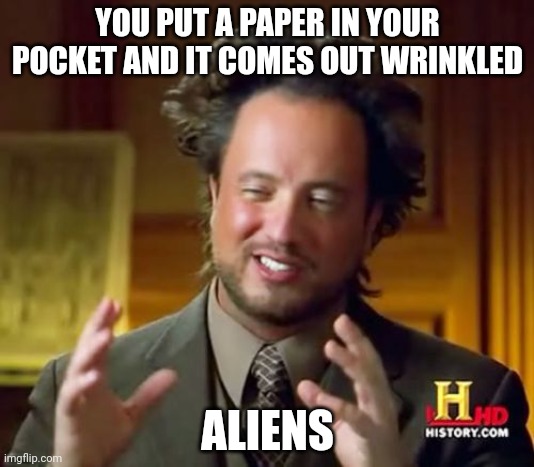 YOU PUT A PAPER IN YOUR
POCKET AND IT COMES OUT WRINKLED
ALIENS
H HD
HISTORY.COM
imgflip.com